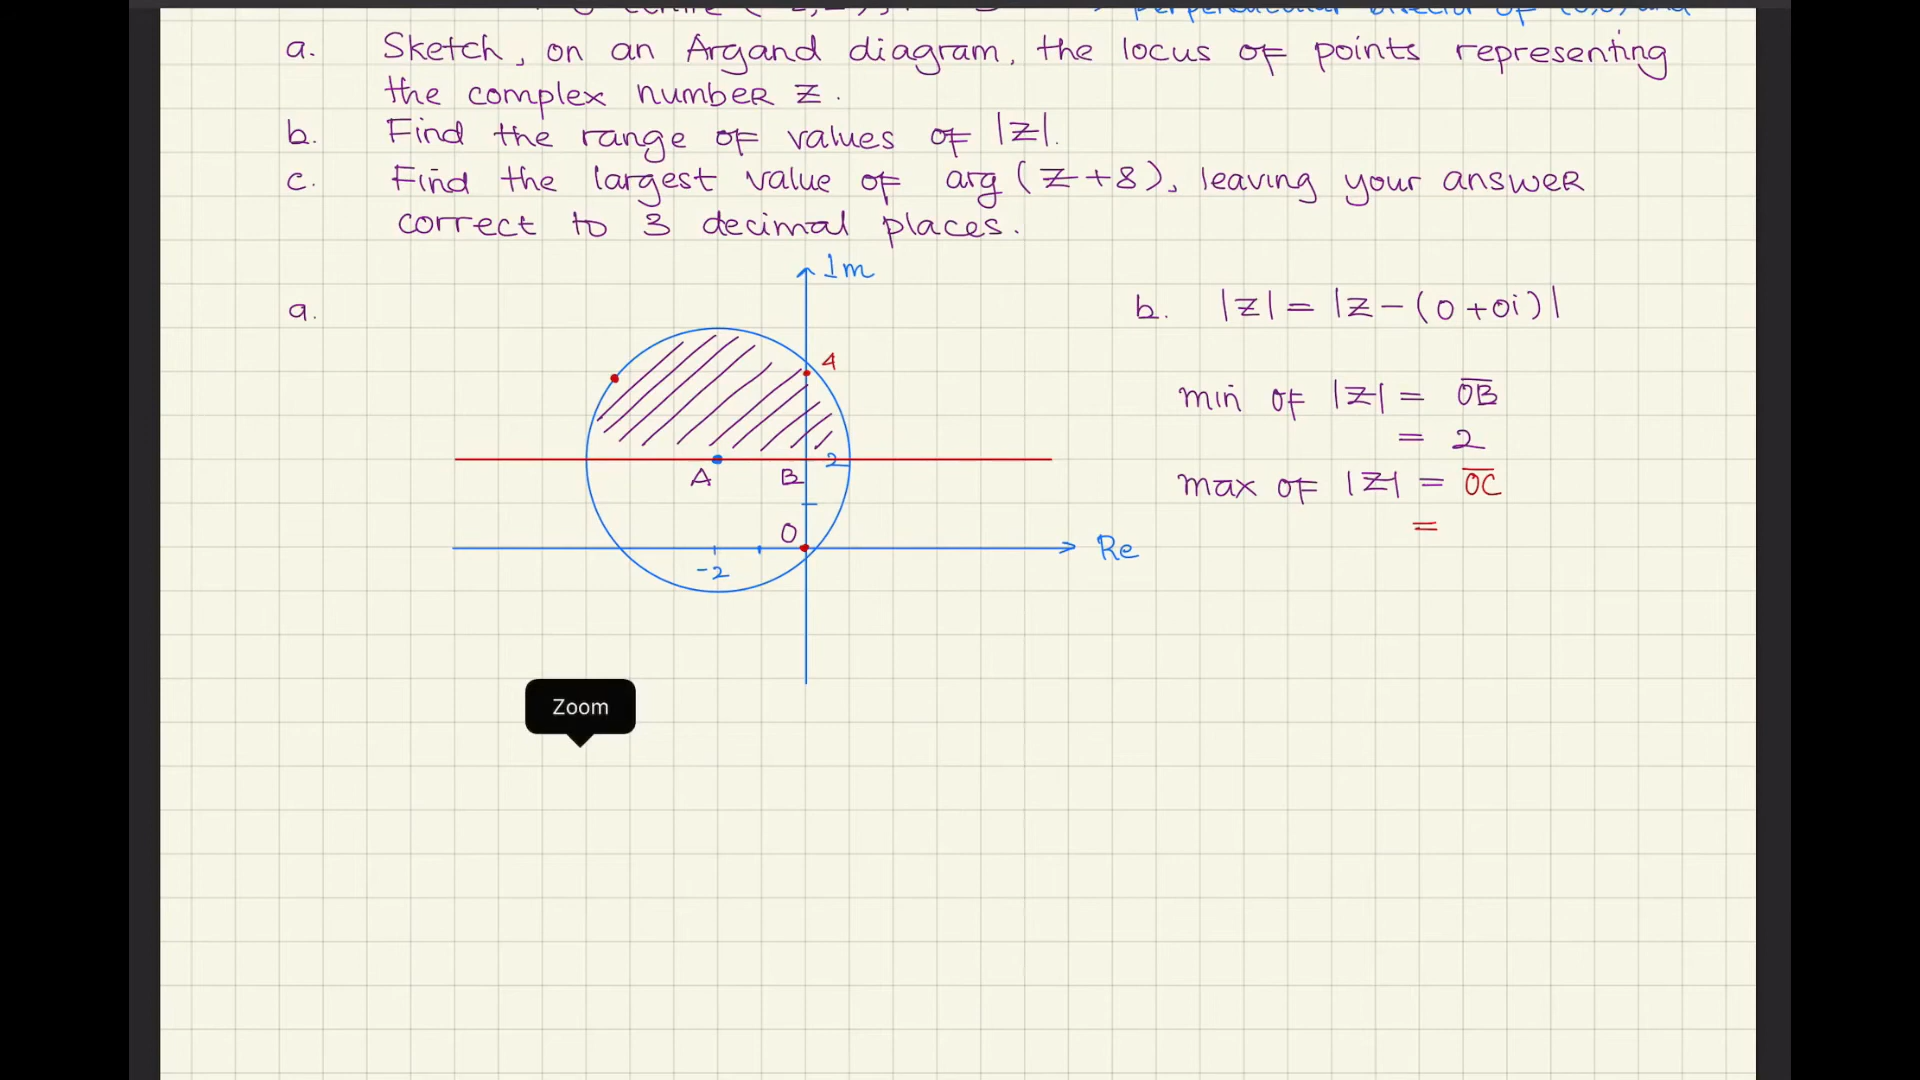 a. Sketch, on an Argand diagram, the locus of points representing
the complex number z.
b. Find the range of values of |z|.
c. Find the largest value of arg (z+8), leaving your answer
correct to 3 decimal places.
a.
Im
4
2
A
B
O
-2
Re
b. |z| = |z-(0+0i)|
min of |z| = OB
= 2
max of |z| = OC
=
Zoom